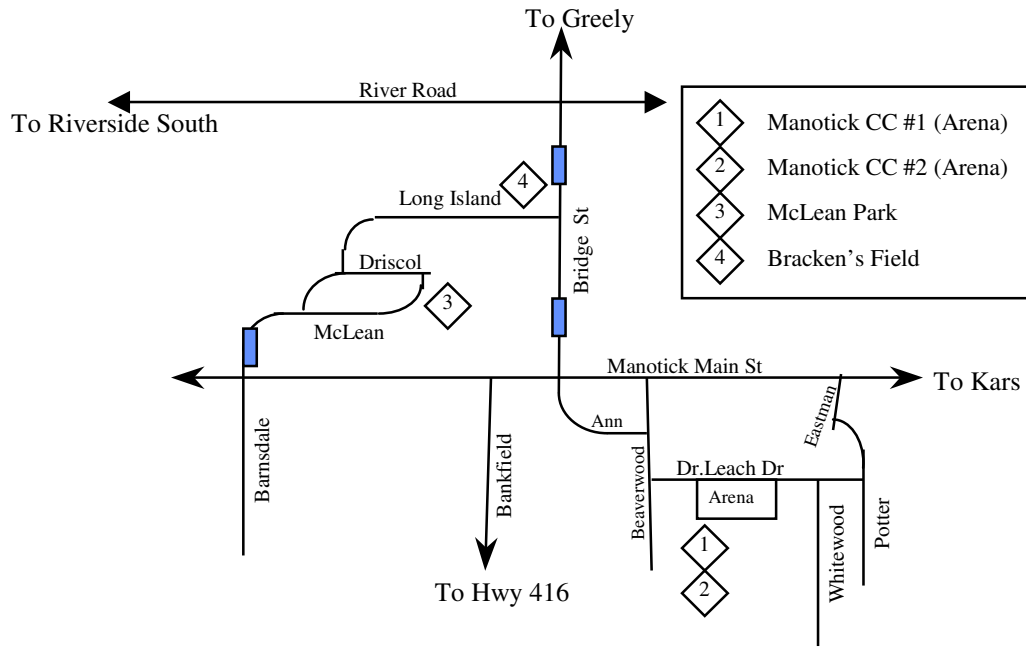 To Greely
River Road
To Riverside South
1 Manotick CC #1 (Arena)
2 Manotick CC #2 (Arena)
3 McLean Park
4 Bracken's Field
4
Long Island
Bridge St
Driscol
3
McLean
Manotick Main St
To Kars
Eastman
Ann
Barnsdale
Bankfield
Beaverwood
Dr.Leach Dr
Arena
Potter
Whitewood
1
2
To Hwy 416